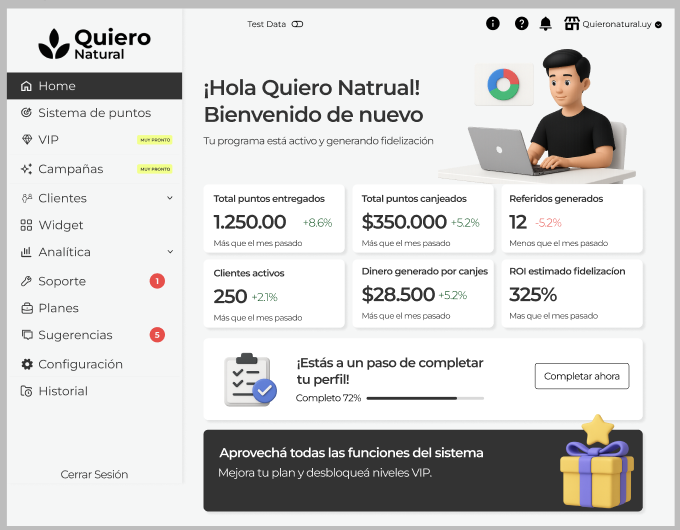 Quiero
Natural
Test Data
Quieronatural.uy
Home
Sistema de puntos
VIP
MUY PRONTO
Campañas
MUY PRONTO
Clientes
Widget
Analítica
Soporte
1
Planes
Sugerencias
5
Configuración
Historial
Cerrar Sesión
¡Hola Quiero Natrual!
Bienvenido de nuevo
Tu programa está activo y generando fidelización
Total puntos entregados
1.250.00 +8.6%
Más que el mes pasado
Total puntos canjeados
$350.000 +5.2%
Más que el mes pasado
Referidos generados
12 -5.2%
Menos que el mes pasado
Clientes activos
250 +2.1%
Más que el mes pasado
Dinero generado por canjes
$28.500 +5.2%
Más que el mes pasado
ROI estimado fidelizacíon
325%
Mas que el mes pasado
¡Estás a un paso de completar
tu perfil!
Completo 72%
Completar ahora
Aprovechá todas las funciones del sistema
Mejora tu plan y desbloqueá niveles VIP.